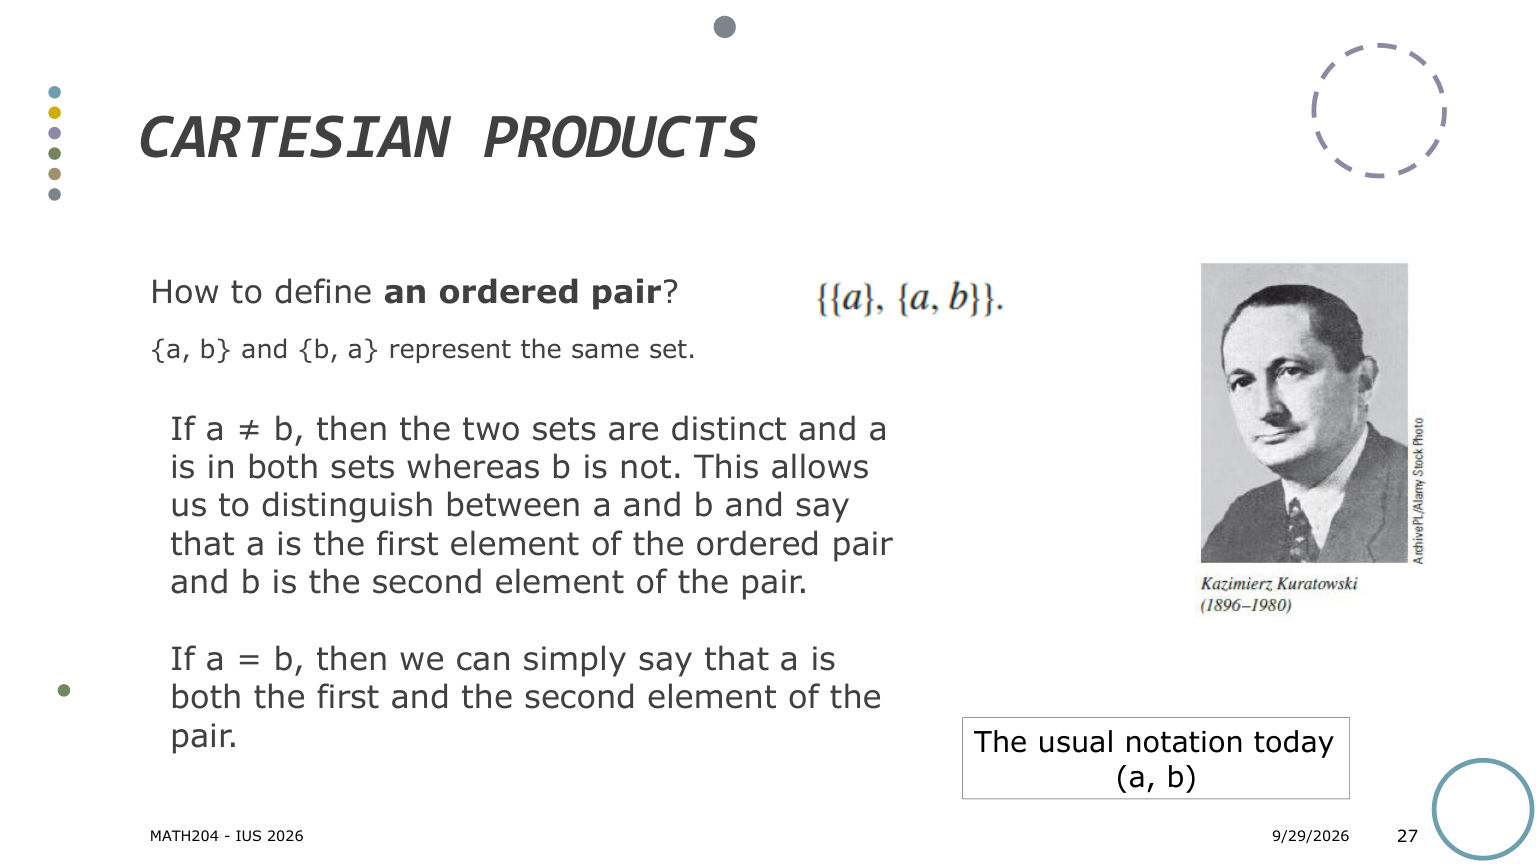 CARTESIAN PRODUCTS
How to define an ordered pair?
{{a}, {a, b}}.
{a, b} and {b, a} represent the same set.
If a ≠ b, then the two sets are distinct and a
is in both sets whereas b is not. This allows
us to distinguish between a and b and say
that a is the first element of the ordered pair
and b is the second element of the pair.
If a = b, then we can simply say that a is
both the first and the second element of the
pair.
ArchivePL/Alamy Stock Photo
Kazimierz Kuratowski
(1896–1980)
The usual notation today
(a, b)
MATH204 - IUS 2026
9/29/2026
27